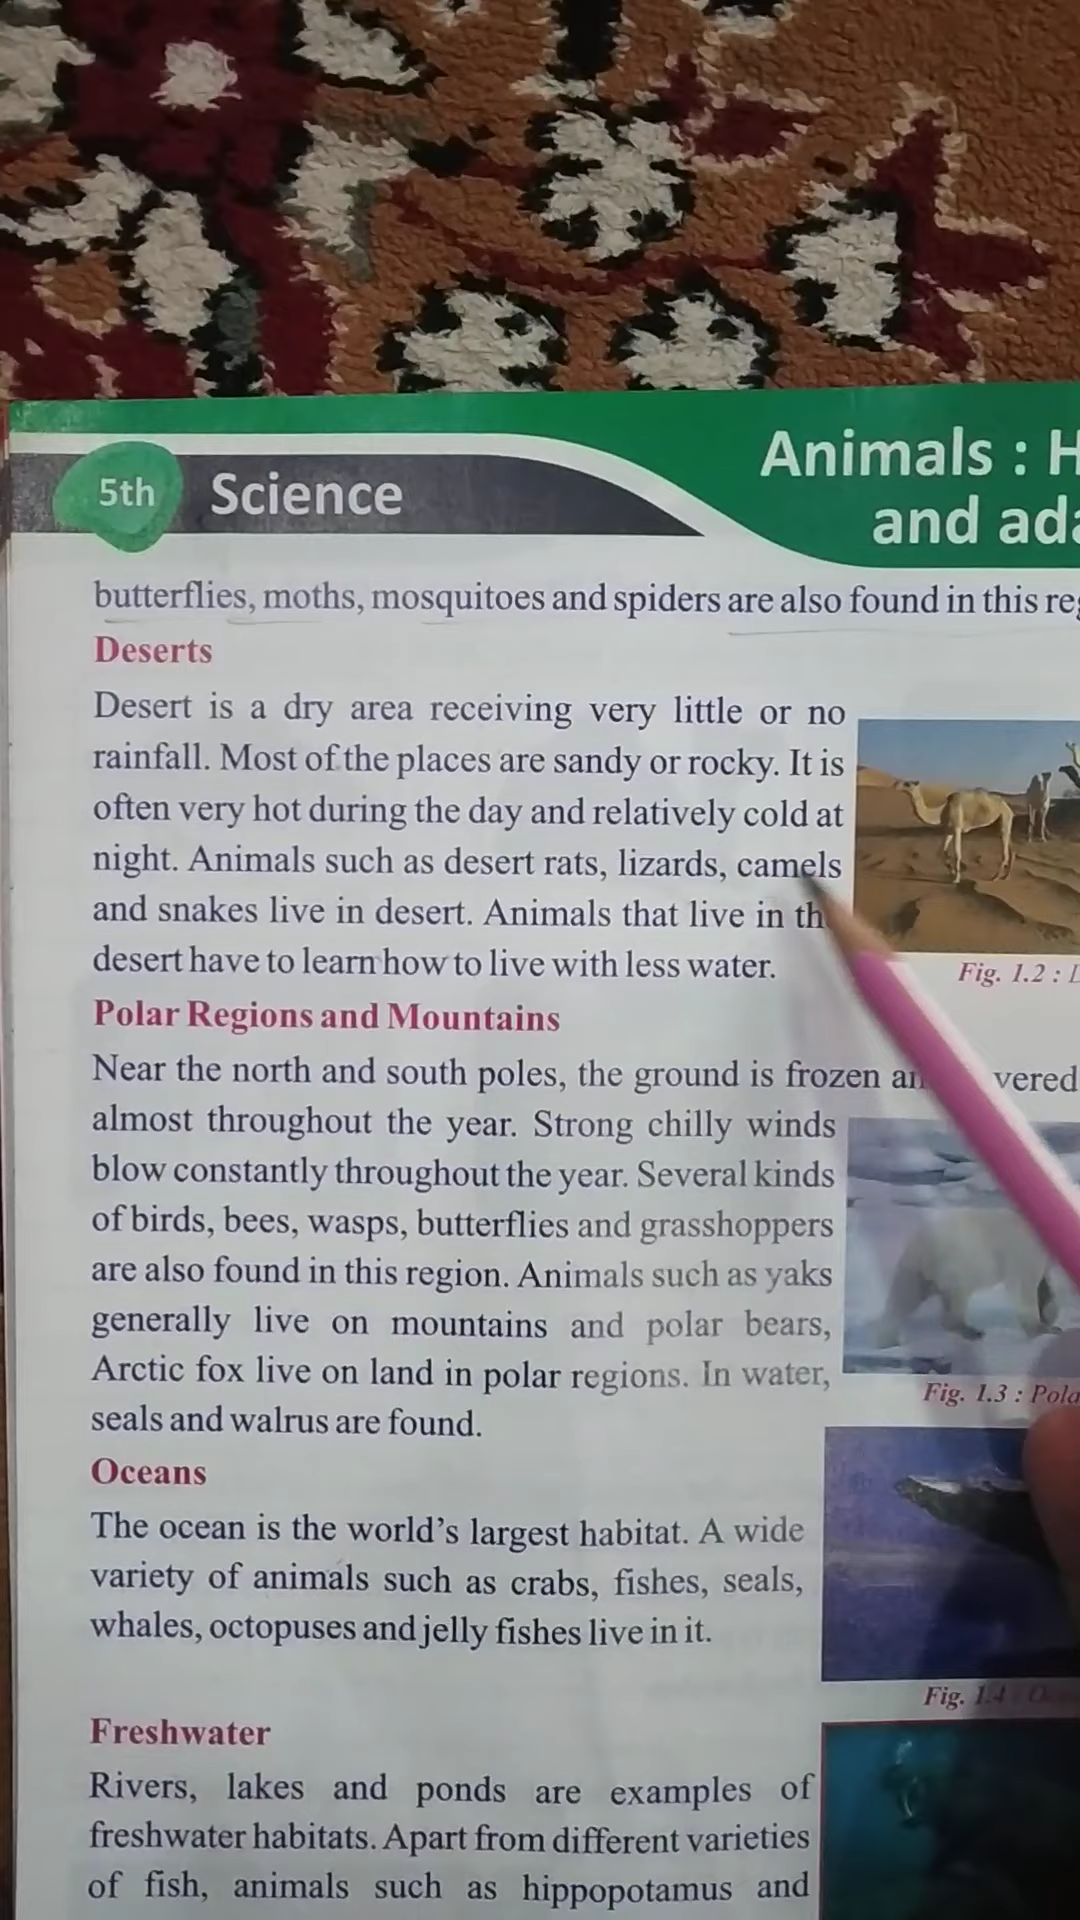 Animals : H
and ada
5th Science
butterflies, moths, mosquitoes and spiders are also found in this reg
Deserts
Desert is a dry area receiving very little or no
rainfall. Most of the places are sandy or rocky. It is
often very hot during the day and relatively cold at
night. Animals such as desert rats, lizards, camels
and snakes live in desert. Animals that live in th
desert have to learn how to live with less water.
Fig. 1.2 :
Polar Regions and Mountains
Near the north and south poles, the ground is frozen an vered
almost throughout the year. Strong chilly winds
blow constantly throughout the year. Several kinds
of birds, bees, wasps, butterflies and grasshoppers
are also found in this region. Animals such as yaks
generally live on mountains and polar bears,
Arctic fox live on land in polar regions. In water,
seals and walrus are found.
Fig. 1.3 : Pola
Oceans
The ocean is the world's largest habitat. A wide
variety of animals such as crabs, fishes, seals,
whales, octopuses and jelly fishes live in it.
Fig. 1.4 :
Freshwater
Rivers, lakes and ponds are examples of
freshwater habitats. Apart from different varieties
of fish, animals such as hippopotamus and